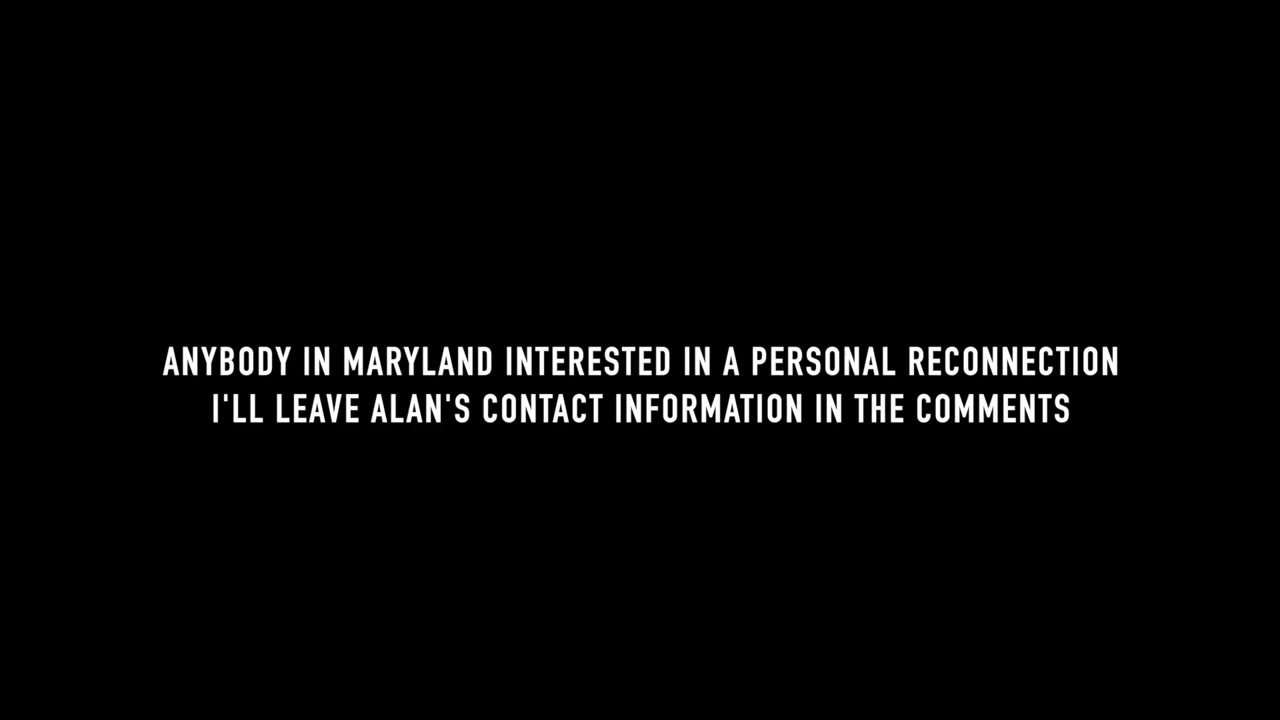 ANYBODY IN MARYLAND INTERESTED IN A PERSONAL RECONNECTION
I'LL LEAVE ALAN'S CONTACT INFORMATION IN THE COMMENTS